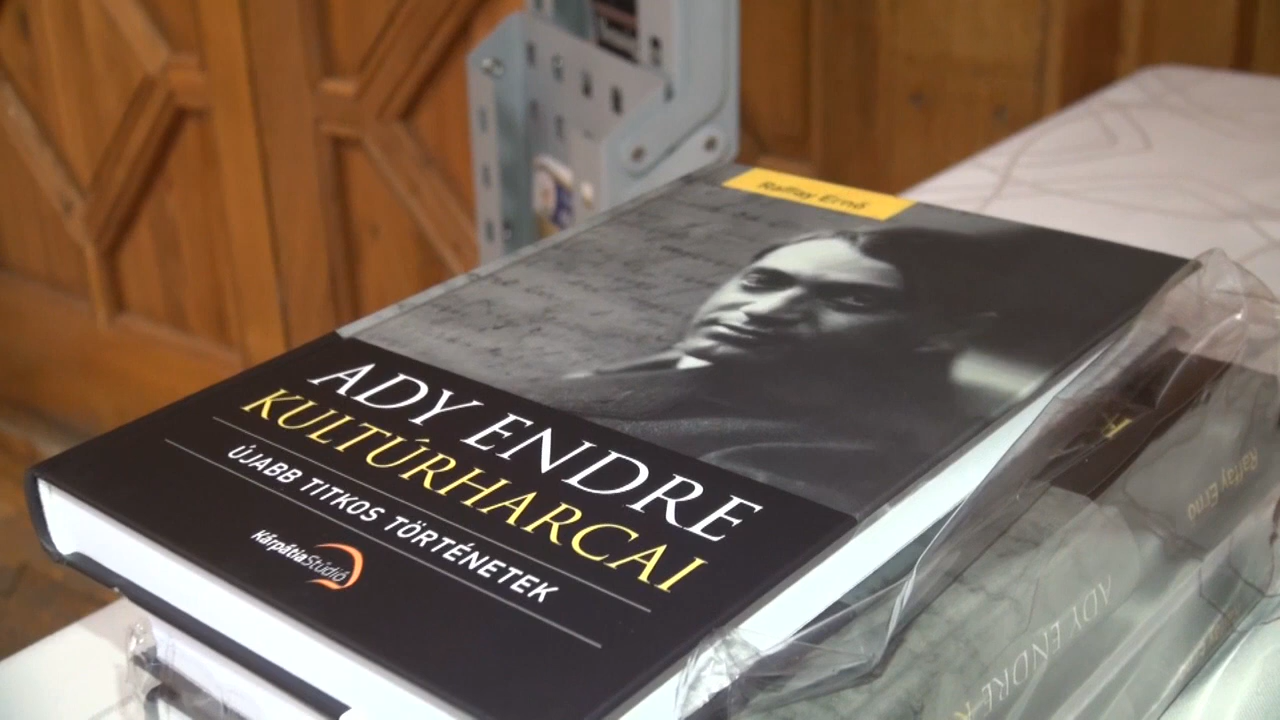 Raffay Ernő
ADY ENDRE
KULTÚRHARCAI
ÚJABB TITKOS TÖRTÉNETEK
KárpátiaStúdió
Raffay Ernő
ADY ENDRE